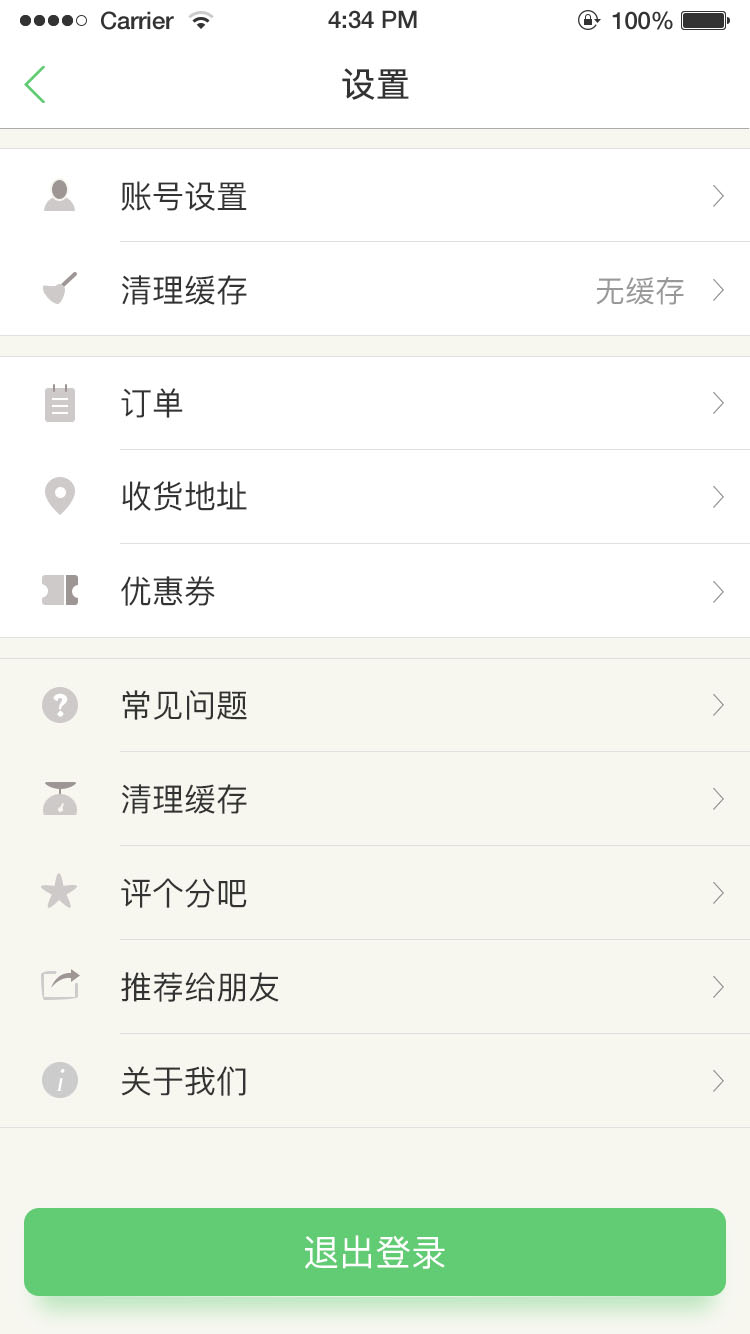 Carrier 4:34 PM 100%
设置
账号设置
清理缓存 无缓存
订单
收货地址
优惠券
常见问题
清理缓存
评个分吧
推荐给朋友
关于我们
退出登录